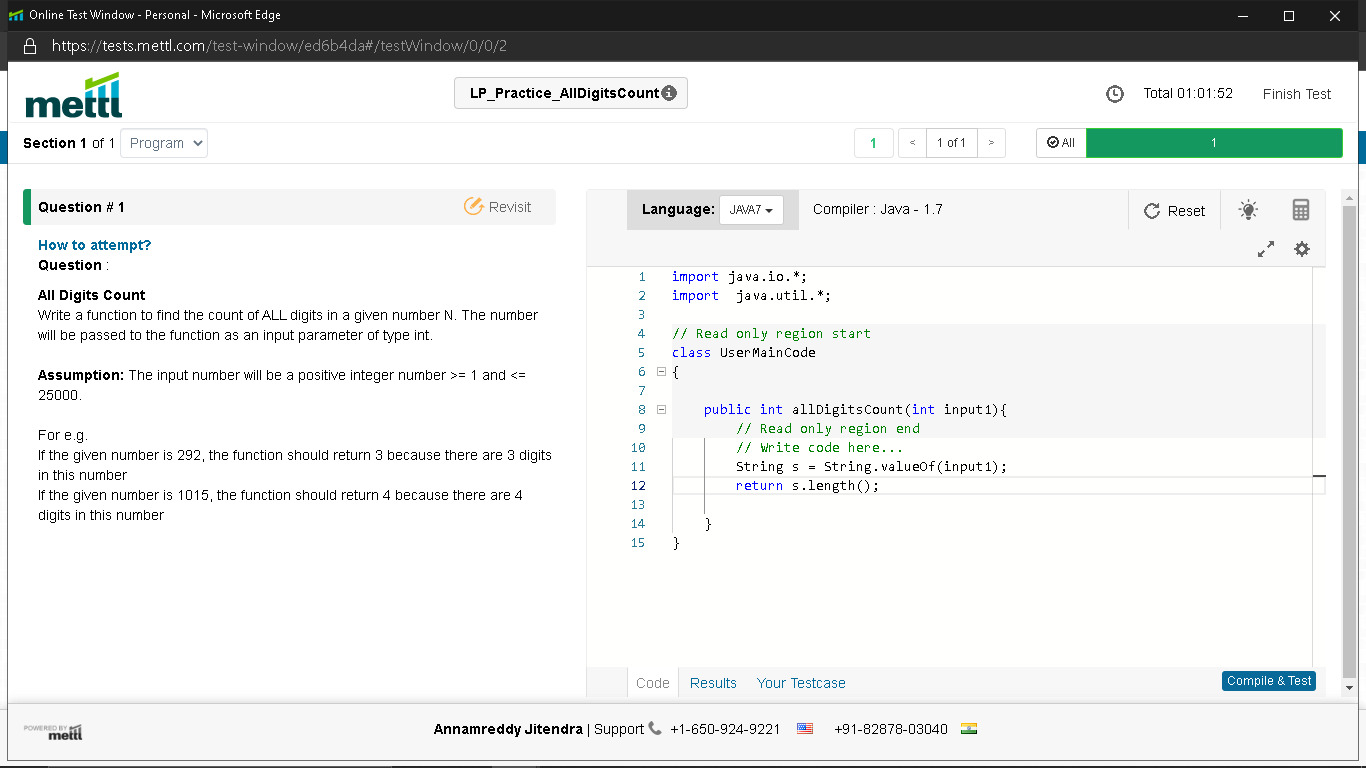 Online Test Window - Personal - Microsoft Edge
https://tests.mettl.com/test-window/ed6b4da#/testWindow/0/0/2
mettl
LP_Practice_AllDigitsCount
Total 01:01:52
Finish Test
Section 1 of 1
Program
1
<
1 of 1
>
All
1
Question # 1
Revisit
Language:
JAVA7
Compiler : Java - 1.7
Reset
How to attempt?
Question :
All Digits Count
Write a function to find the count of ALL digits in a given number N. The number
will be passed to the function as an input parameter of type int.
Assumption: The input number will be a positive integer number >= 1 and <=
25000.
For e.g.
If the given number is 292, the function should return 3 because there are 3 digits
in this number
If the given number is 1015, the function should return 4 because there are 4
digits in this number
1 import java.io.*;
2 import  java.util.*;
3
4 // Read only region start
5 class UserMainCode
6 {
7
8     public int allDigitsCount(int input1){
9         // Read only region end
10         // Write code here...
11         String s = String.valueOf(input1);
12         return s.length();
13
14     }
15 }
Code
Results
Your Testcase
Compile & Test
POWERED BY
mettl
Annamreddy Jitendra | Support +1-650-924-9221 +91-82878-03040